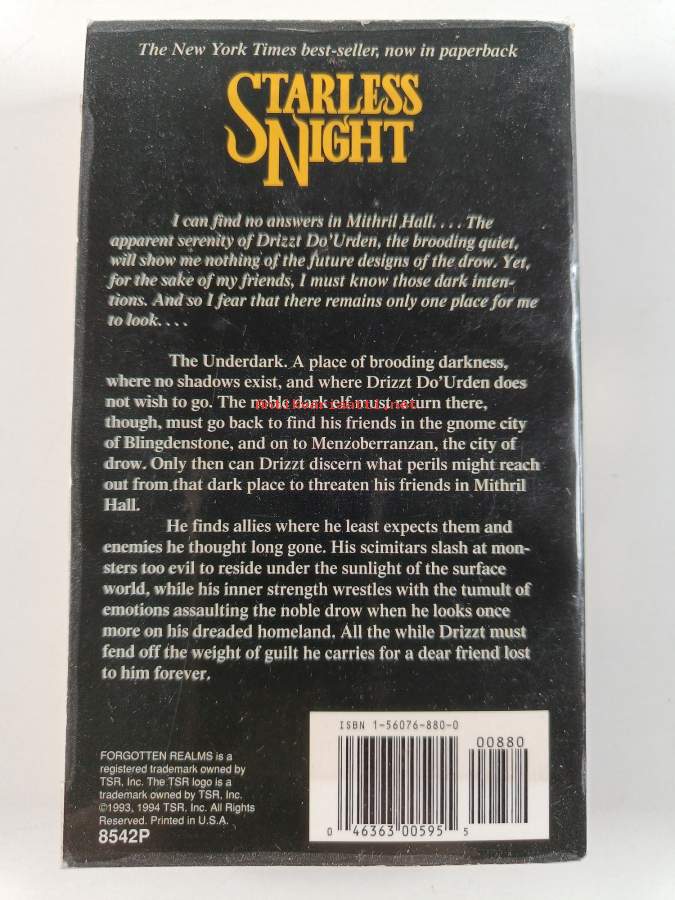 The New York Times best-seller, now in paperback
STARLESS
NIGHT
I can find no answers in Mithril Hall. . . . The
apparent serenity of Drizzt Do'Urden, the brooding quiet,
will show me nothing of the future designs of the drow. Yet,
for the sake of my friends, I must know those dark inten-
tions. And so I fear that there remains only one place for me
to look. . . .
The Underdark. A place of brooding darkness,
where no shadows exist, and where Drizzt Do'Urden does
not wish to go. The noble dark elf must return there,
though, must go back to find his friends in the gnome city
of Blingdenstone, and on to Menzoberranzan, the city of
drow. Only then can Drizzt discern what perils might reach
out from that dark place to threaten his friends in Mithril
Hall.
He finds allies where he least expects them and
enemies he thought long gone. His scimitars slash at mon-
sters too evil to reside under the sunlight of the surface
world, while his inner strength wrestles with the tumult of
emotions assaulting the noble drow when he looks once
more on his dreaded homeland. All the while Drizzt must
fend off the weight of guilt he carries for a dear friend lost
to him forever.
ISBN 1-56076-880-0
00880
FORGOTTEN REALMS is a
registered trademark owned by
TSR, Inc. The TSR logo is a
trademark owned by TSR, Inc.
©1993, 1994 TSR, Inc. All Rights
Reserved. Printed in U.S.A.
8542P
0 46363 00595 5